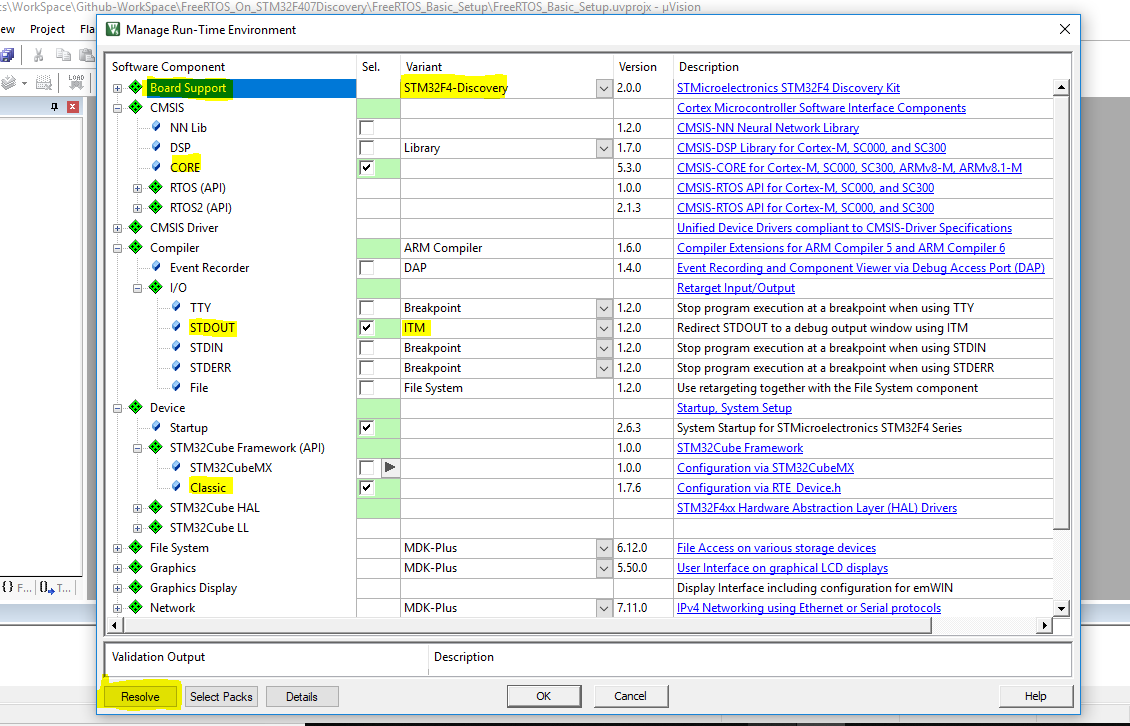 s\WorkSpace\Github-WorkSpace\FreeRTOS_On_STM32F407Discovery\FreeRTOS_Basic_Setup\FreeRTOS_Basic_Setup.uvprojx - µVision
ew Project Fla
Manage Run-Time Environment
LOAD
Software Component Sel. Variant Version Description
Board Support STM32F4-Discovery 2.0.0 STMicroelectronics STM32F4 Discovery Kit
CMSIS Cortex Microcontroller Software Interface Components
NN Lib 1.2.0 CMSIS-NN Neural Network Library
DSP Library 1.7.0 CMSIS-DSP Library for Cortex-M, SC000, and SC300
CORE 5.3.0 CMSIS-CORE for Cortex-M, SC000, SC300, ARMv8-M, ARMv8.1-M
RTOS (API) 1.0.0 CMSIS-RTOS API for Cortex-M, SC000, and SC300
RTOS2 (API) 2.1.3 CMSIS-RTOS API for Cortex-M, SC000, and SC300
CMSIS Driver Unified Device Drivers compliant to CMSIS-Driver Specifications
Compiler ARM Compiler 1.6.0 Compiler Extensions for ARM Compiler 5 and ARM Compiler 6
Event Recorder DAP 1.4.0 Event Recording and Component Viewer via Debug Access Port (DAP)
I/O Retarget Input/Output
TTY Breakpoint 1.2.0 Stop program execution at a breakpoint when using TTY
STDOUT ITM 1.2.0 Redirect STDOUT to a debug output window using ITM
STDIN Breakpoint 1.2.0 Stop program execution at a breakpoint when using STDIN
STDERR Breakpoint 1.2.0 Stop program execution at a breakpoint when using STDERR
File File System 1.2.0 Use retargeting together with the File System component
Device Startup, System Setup
Startup 2.6.3 System Startup for STMicroelectronics STM32F4 Series
STM32Cube Framework (API) 1.0.0 STM32Cube Framework
STM32CubeMX 1.0.0 Configuration via STM32CubeMX
Classic 1.7.6 Configuration via RTE_Device.h
STM32Cube HAL STM32F4xx Hardware Abstraction Layer (HAL) Drivers
STM32Cube LL
File System MDK-Plus 6.12.0 File Access on various storage devices
Graphics MDK-Plus 5.50.0 User Interface on graphical LCD displays
{} F... {} T...
Graphics Display Display Interface including configuration for emWIN
Network MDK-Plus 7.11.0 IPv4 Networking using Ethernet or Serial protocols
Validation Output Description
Resolve Select Packs Details OK Cancel Help